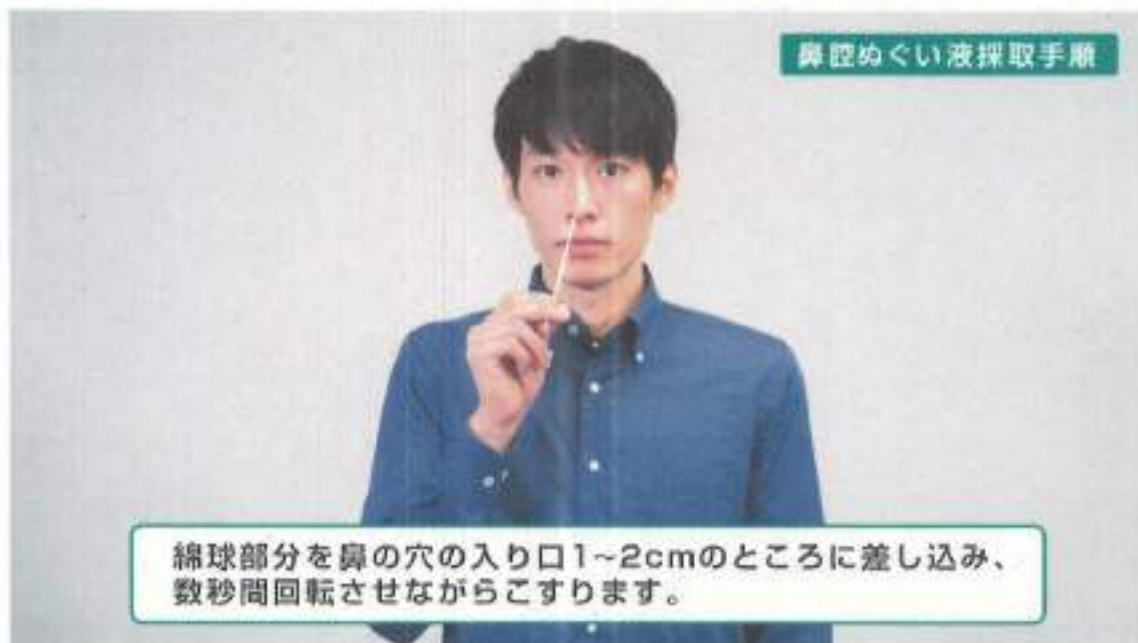 鼻腔ぬぐい液採取手順
綿球部分を鼻の穴の入り口1~2cmのところに差し込み、
数秒間回転させながらこすります。